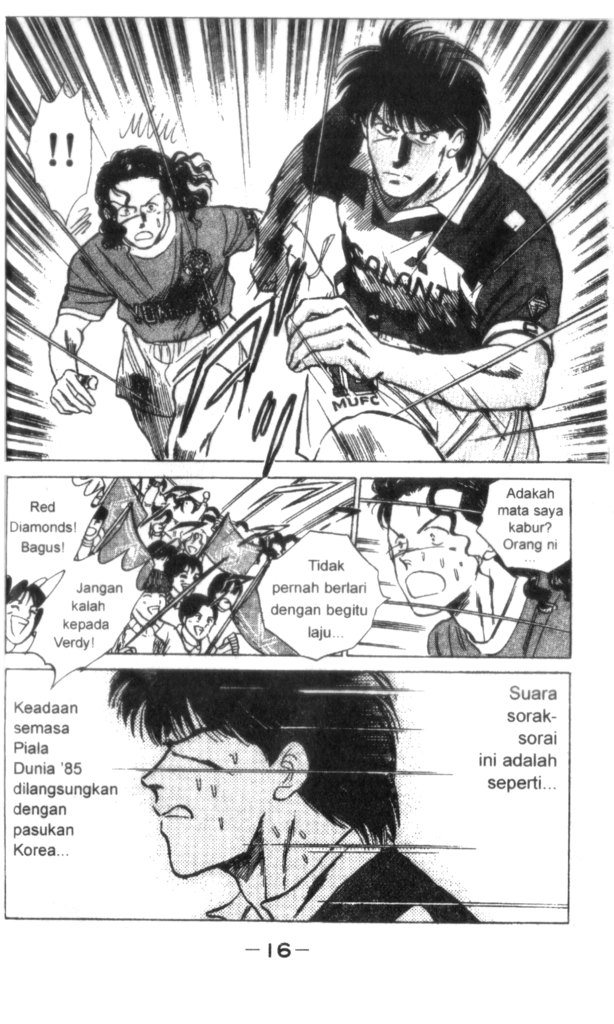 !!
GALANT
MUFC
Adakah
mata saya
kabur?
Orang ni
...
Tidak
pernah berlari
dengan begitu
laju...
Red
Diamonds!
Bagus!
Jangan
kalah
kepada
Verdy!
Suara
sorak-
sorai
ini adalah
seperti...
Keadaan
semasa
Piala
Dunia '85
dilangsungkan
dengan
pasukan
Korea...
-16-